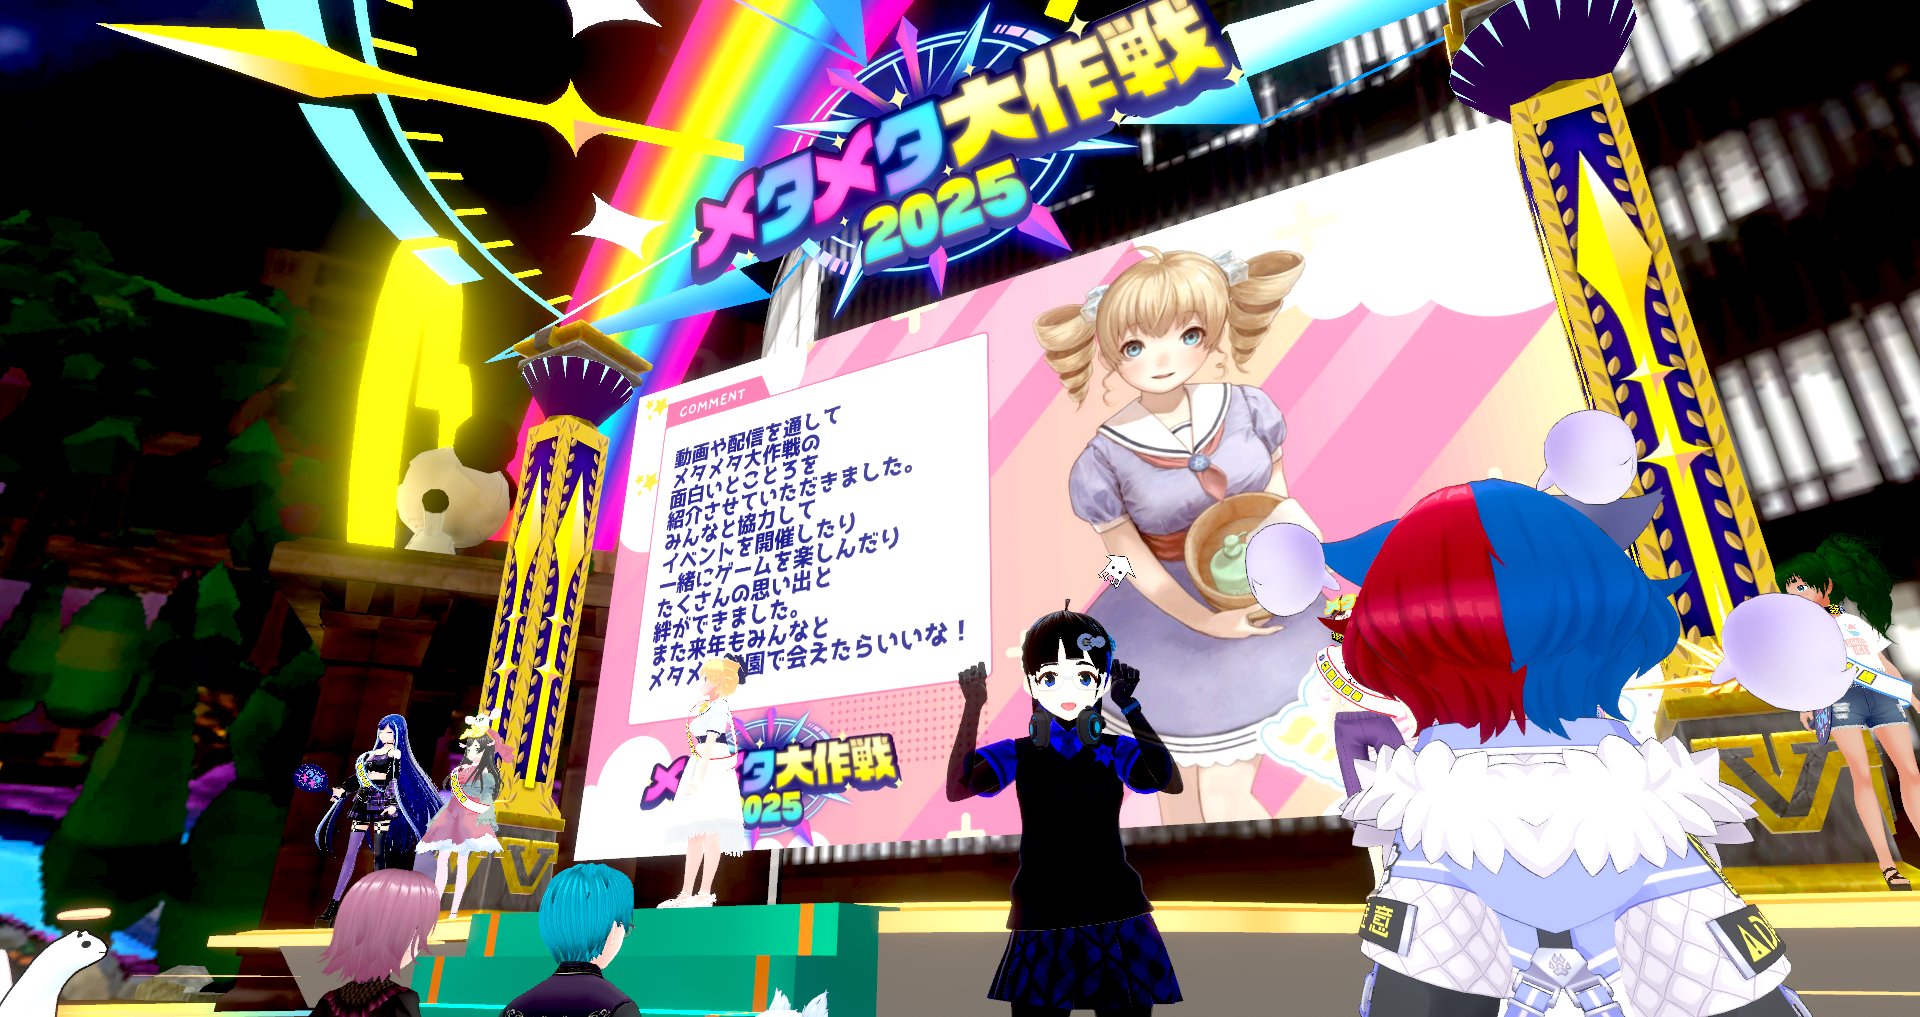 メタメタ大作戦
2025
COMMENT
動画や配信を通して
メタメタ大作戦の
面白いとことろを
紹介させていただきました。
みんなと協力して
イベントを開催したり
一緒にゲームを楽しんだり
たくさんの思い出と
絆ができました。
また来年もみんなと
メタメ 園で会えたらいいな！
メ タ大作戦
2025
意